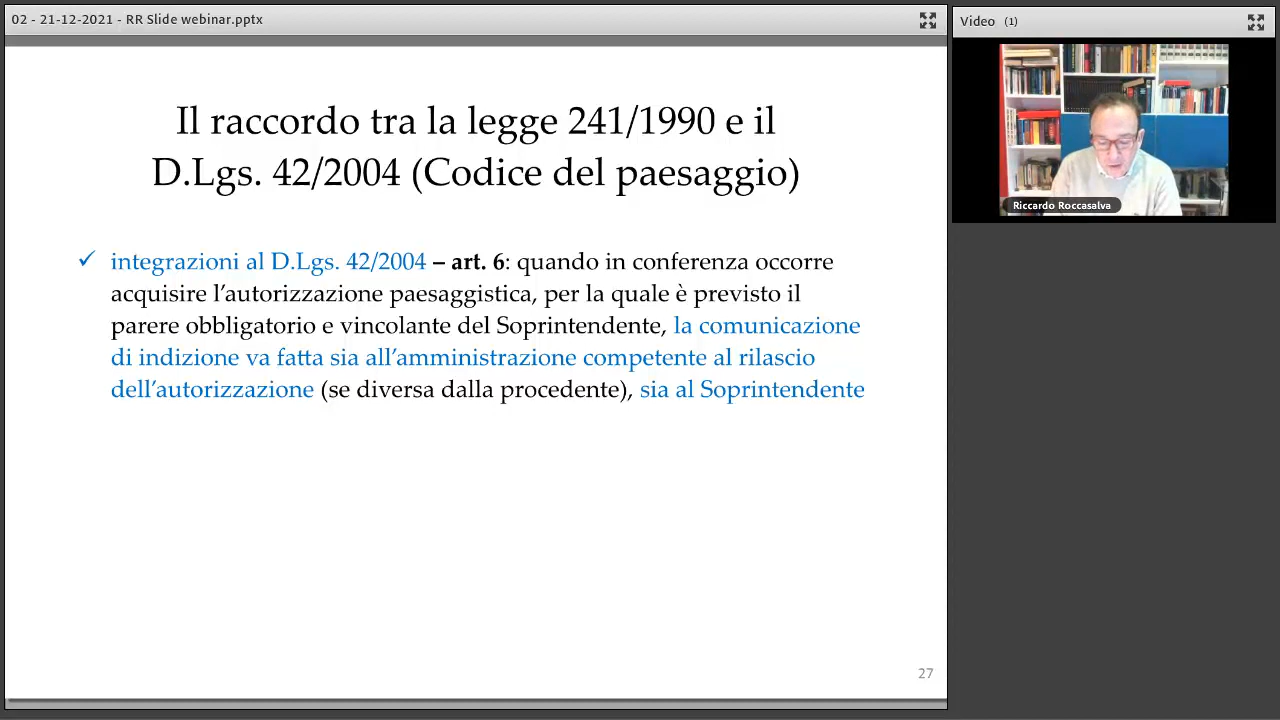 02 - 21-12-2021 - RR Slide webinar.pptx
Video (1)
Riccardo Roccasalva
Il raccordo tra la legge 241/1990 e il
D.Lgs. 42/2004 (Codice del paesaggio)
✓ integrazioni al D.Lgs. 42/2004 – art. 6: quando in conferenza occorre
acquisire l’autorizzazione paesaggistica, per la quale è previsto il
parere obbligatorio e vincolante del Soprintendente, la comunicazione
di indizione va fatta sia all’amministrazione competente al rilascio
dell’autorizzazione (se diversa dalla procedente), sia al Soprintendente
27